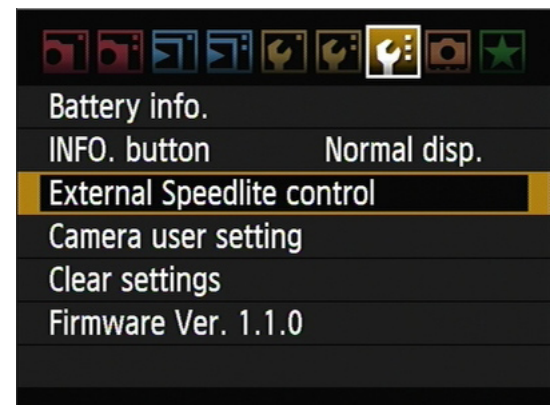 Battery info.
INFO. button Normal disp.
External Speedlite control
Camera user setting
Clear settings
Firmware Ver. 1.1.0